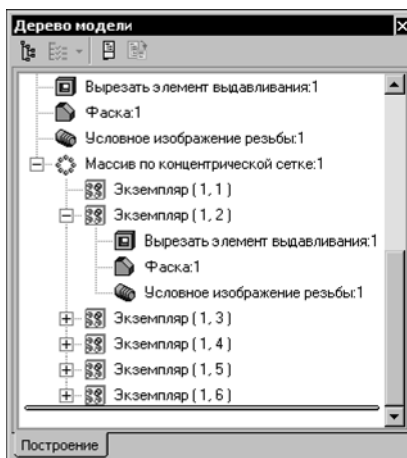 Дерево модели
Вырезать элемент выдавливания:1
Фаска:1
Условное изображение резьбы:1
Массив по концентрической сетке:1
Экземпляр ( 1, 1 )
Экземпляр ( 1, 2 )
Вырезать элемент выдавливания:1
Фаска:1
Условное изображение резьбы:1
Экземпляр ( 1, 3 )
Экземпляр ( 1, 4 )
Экземпляр ( 1, 5 )
Экземпляр ( 1, 6 )
Построение